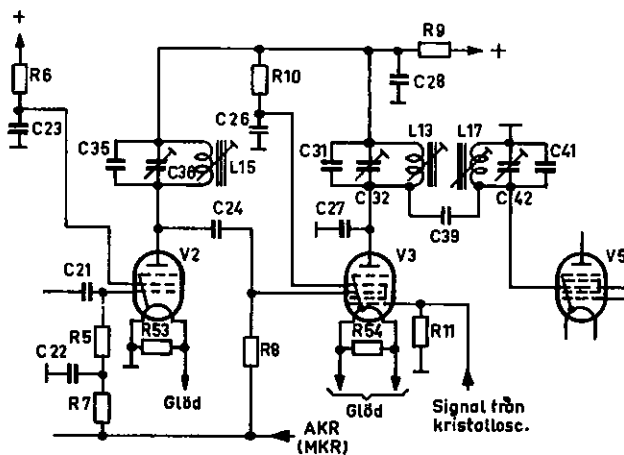 +
R6
C23
R10
C26
R9
+
C28
C35
C36
L15
C31
C32
L13
L17
C41
C42
C24
C27
C39
V2
V3
V5
C21
R5
C22
R7
R53
R8
R54
R11
Glöd
Glöd
AKR
(MKR)
Signal från
kristallosc.